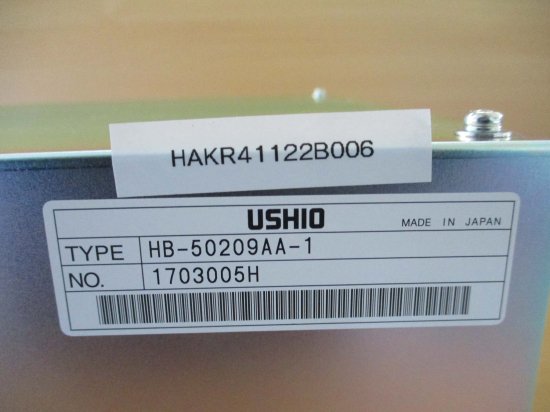 HAKR41122B006
USHIO MADE IN JAPAN
TYPE HB-50209AA-1
NO. 1703005H